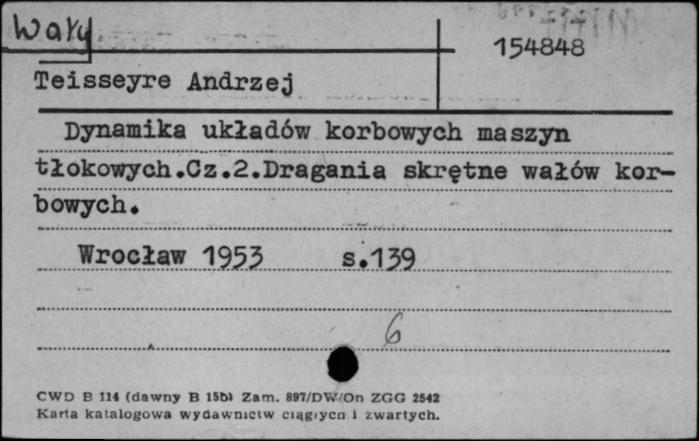 Wały
154848
Teisseyre Andrzej
Dynamika układów korbowych maszyn
tłokowych.Cz.2.Dragania skrętne wałów kor-
bowych.
Wrocław 1953 s.139
6
CWD B 114 (dawny B 15b) Zam. 897/DW/On ZGG 2542
Karta katalogowa wydawnictw ciągłych i zwartych.